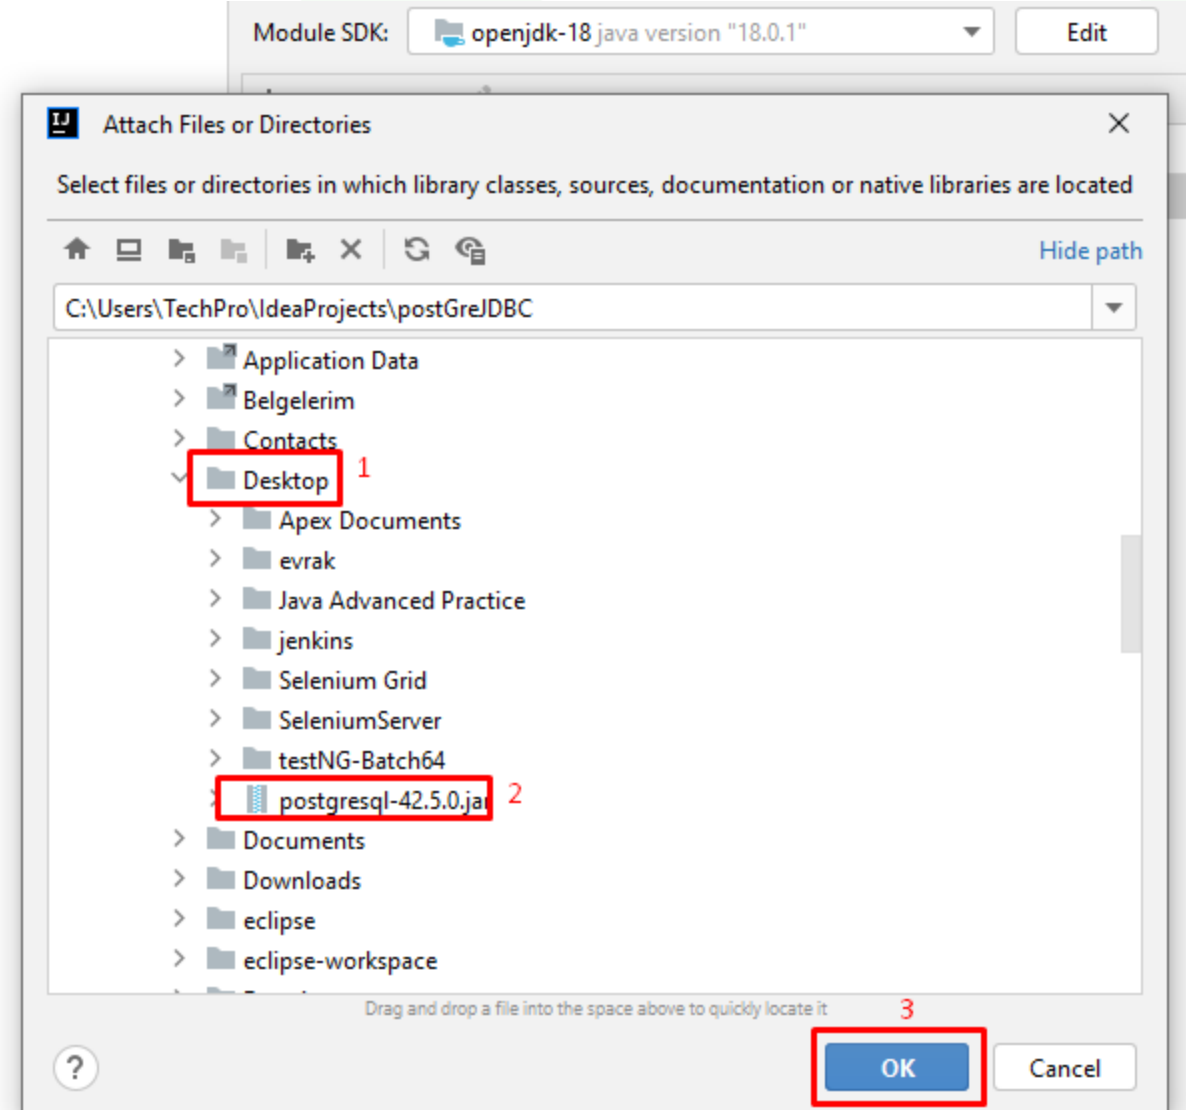 Module SDK: openjdk-18 java version "18.0.1" Edit
IJ Attach Files or Directories
Select files or directories in which library classes, sources, documentation or native libraries are located
Hide path
C:\Users\TechPro\IdeaProjects\postGreJDBC
Application Data
Belgelerim
Contacts
Desktop 1
Apex Documents
evrak
Java Advanced Practice
jenkins
Selenium Grid
SeleniumServer
testNG-Batch64
postgresql-42.5.0.jar 2
Documents
Downloads
eclipse
eclipse-workspace
Drag and drop a file into the space above to quickly locate it 3
? OK Cancel